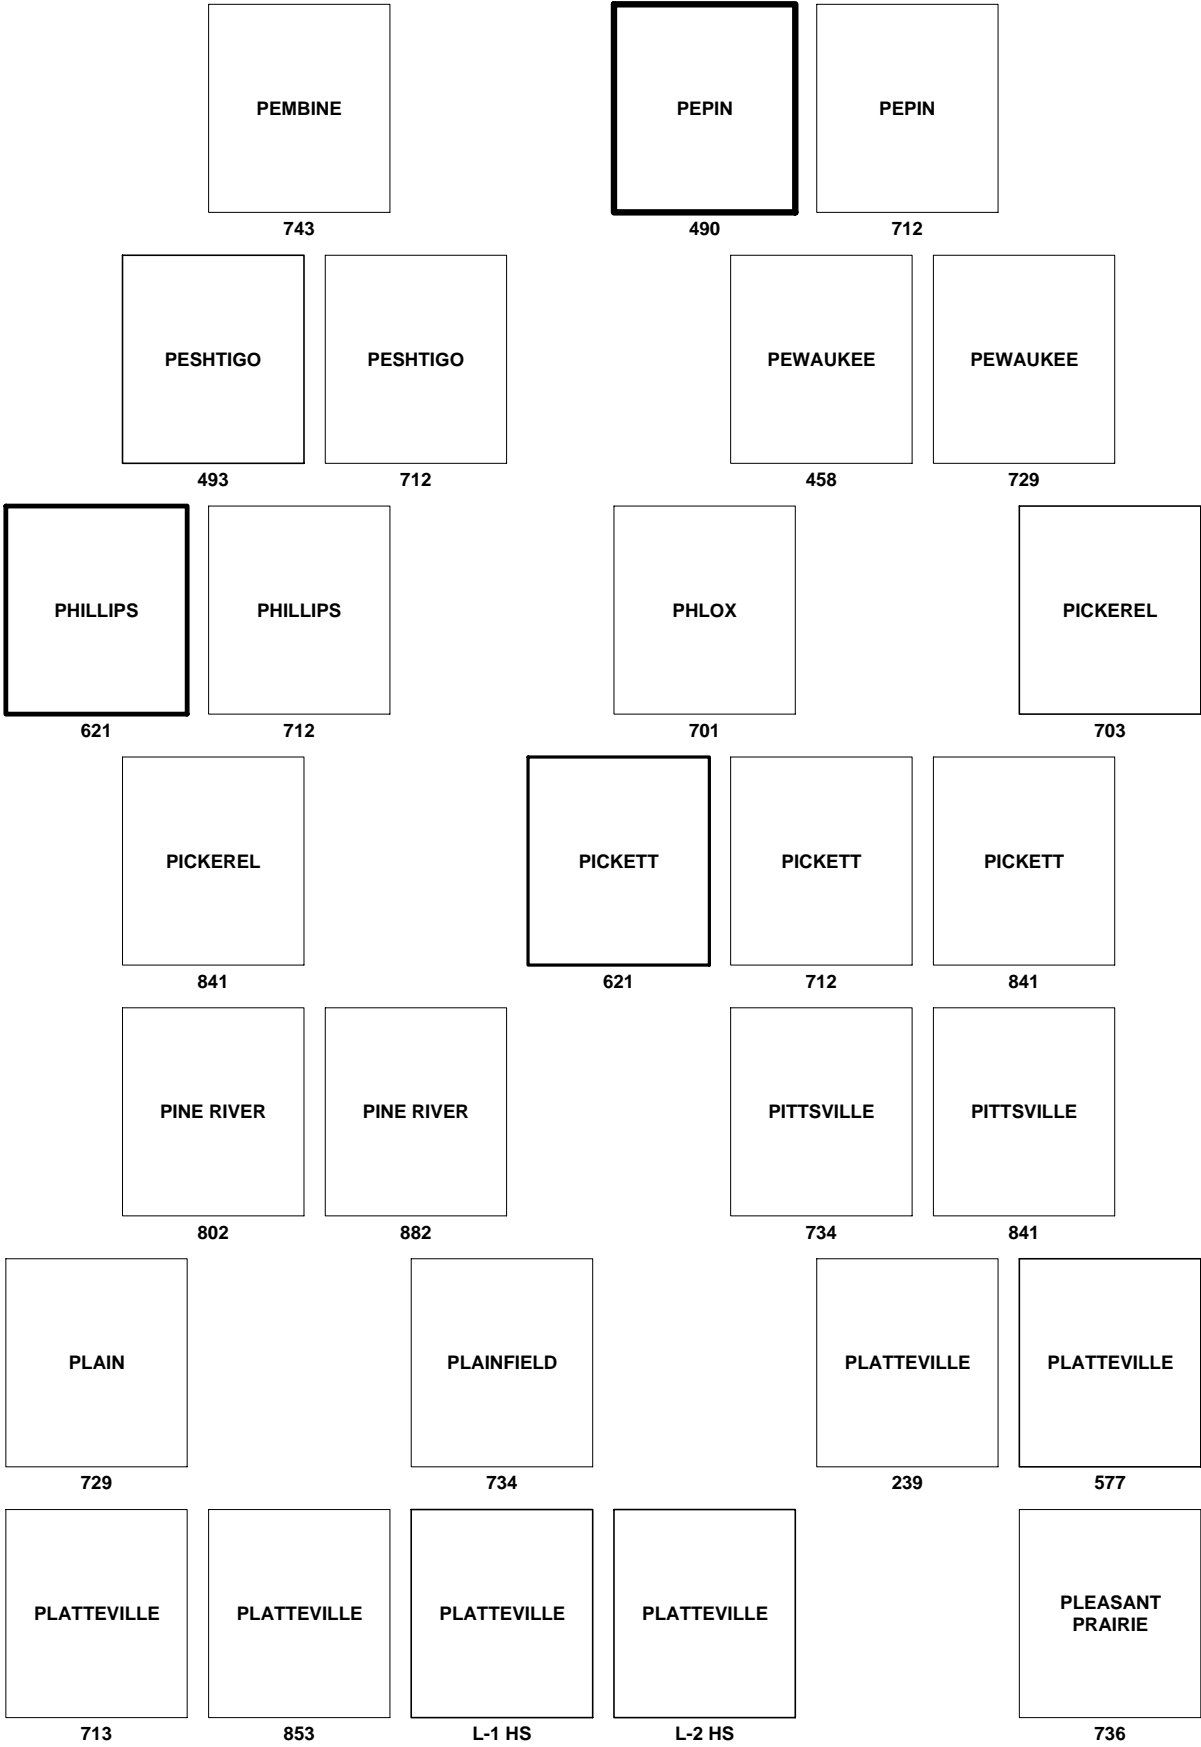 PEMBINE
743
PEPIN
490
PEPIN
712
PESHTIGO
493
PESHTIGO
712
PEWAUKEE
458
PEWAUKEE
729
PHILLIPS
621
PHILLIPS
712
PHLOX
701
PICKEREL
703
PICKEREL
841
PICKETT
621
PICKETT
712
PICKETT
841
PINE RIVER
802
PINE RIVER
882
PITTSVILLE
734
PITTSVILLE
841
PLAIN
729
PLAINFIELD
734
PLATTEVILLE
239
PLATTEVILLE
577
PLATTEVILLE
713
PLATTEVILLE
853
PLATTEVILLE
L-1 HS
PLATTEVILLE
L-2 HS
PLEASANT
PRAIRIE
736